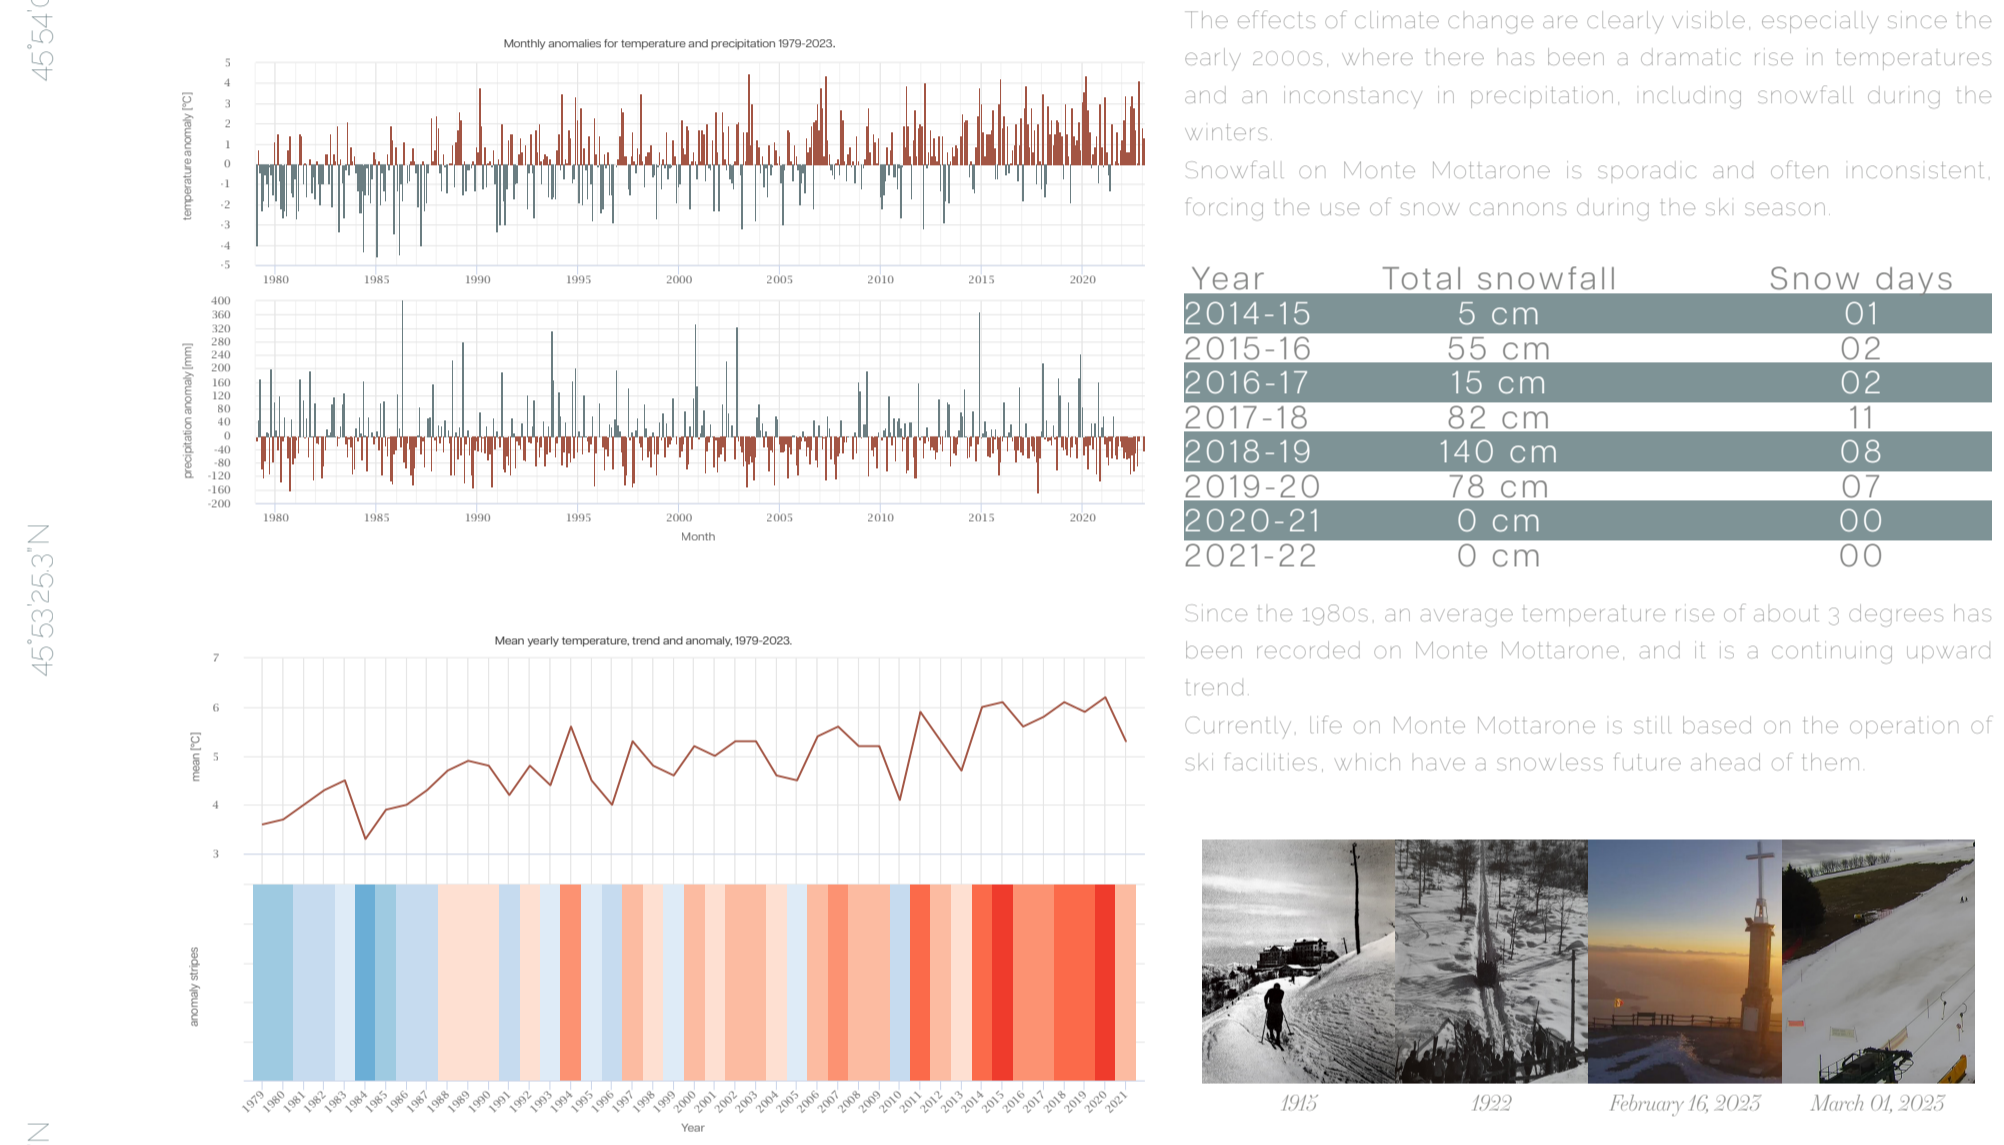 45°54'0
45°53'25.3"N
N
Monthly anomalies for temperature and precipitation 1979-2023.
temperature anomaly [°C]
5
4
3
2
1
0
-1
-2
-3
-4
-5
1980 1985 1990 1995 2000 2005 2010 2015 2020
precipitation anomaly [mm]
400
360
320
280
240
200
160
120
80
40
0
-40
-80
-120
-160
-200
1980 1985 1990 1995 2000 2005 2010 2015 2020
Month
Mean yearly temperature, trend and anomaly, 1979-2023.
mean [°C]
7
6
5
4
3
anomaly stripes
1979 1980 1981 1982 1983 1984 1985 1986 1987 1988 1989 1990 1991 1992 1993 1994 1995 1996 1997 1998 1999 2000 2001 2002 2003 2004 2005 2006 2007 2008 2009 2010 2011 2012 2013 2014 2015 2016 2017 2018 2019 2020 2021
Year
The effects of climate change are clearly visible, especially since the
early 2000s, where there has been a dramatic rise in temperatures
and an inconstancy in precipitation, including snowfall during the
winters.
Snowfall on Monte Mottarone is sporadic and often inconsistent,
forcing the use of snow cannons during the ski season.
Year Total snowfall Snow days
2014-15 5 cm 01
2015-16 55 cm 02
2016-17 15 cm 02
2017-18 82 cm 11
2018-19 140 cm 08
2019-20 78 cm 07
2020-21 0 cm 00
2021-22 0 cm 00
Since the 1980s, an average temperature rise of about 3 degrees has
been recorded on Monte Mottarone, and it is a continuing upward
trend.
Currently, life on Monte Mottarone is still based on the operation of
ski facilities, which have a snowless future ahead of them.
1915 1922 February 16, 2023 March 01, 2023